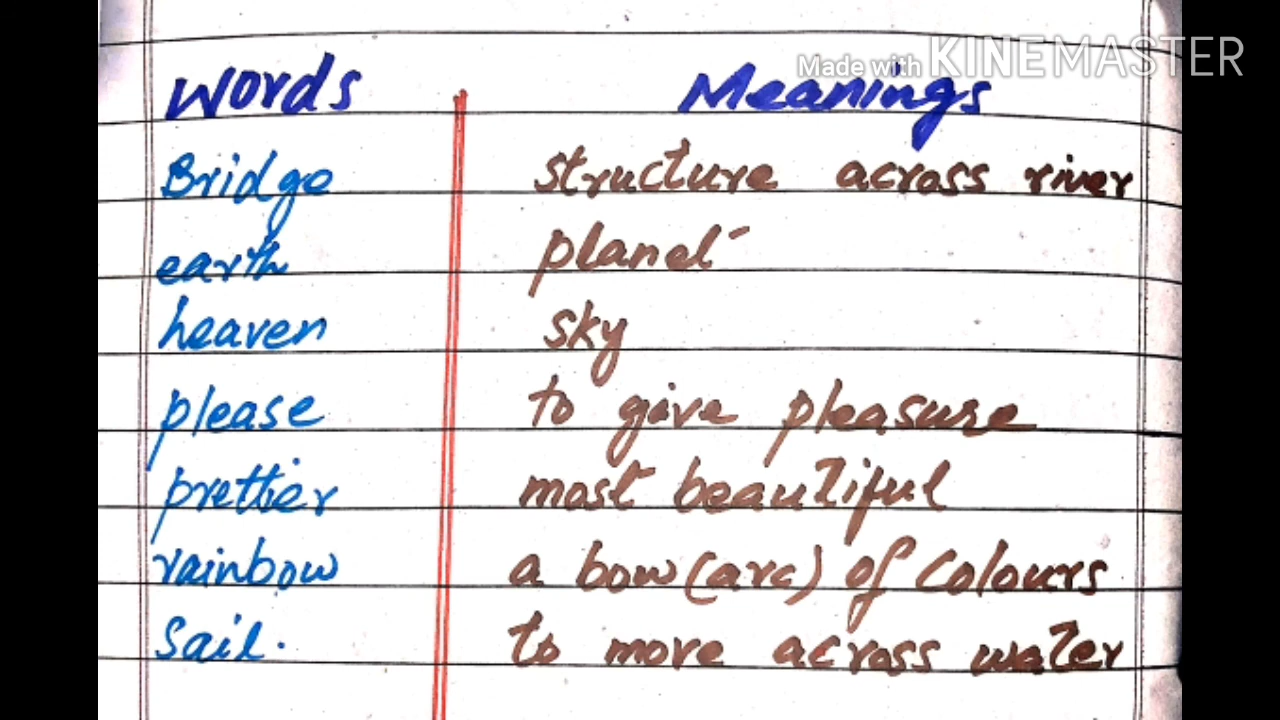 Made with KINEMASTER
Words Meanings
Bridge structure across river
earth planet
heaven sky
please to give pleasure
prettier most beautiful
rainbow a bow (arc) of colours
sail. to move across water